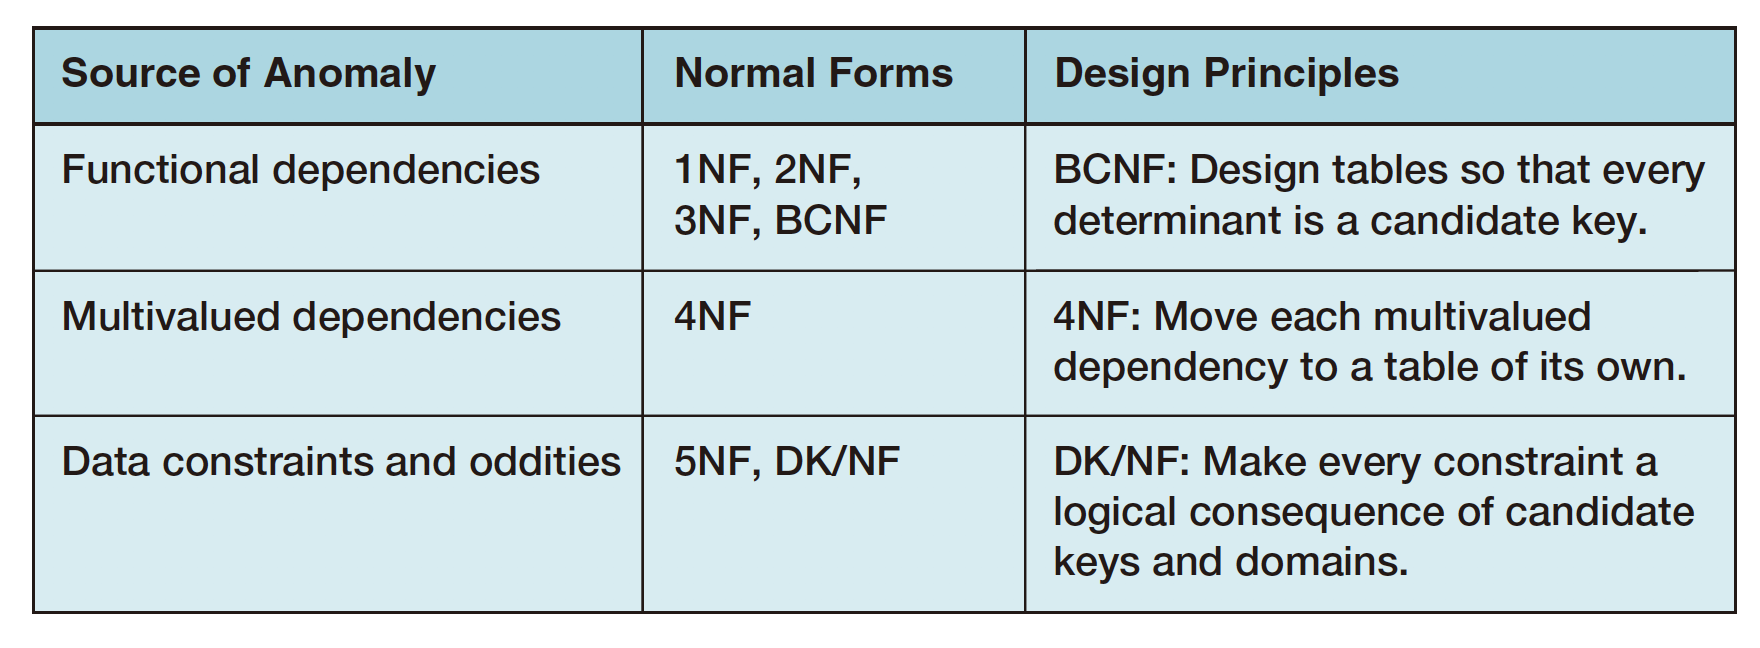 Source of Anomaly
Normal Forms
Design Principles
Functional dependencies
1NF, 2NF,
3NF, BCNF
BCNF: Design tables so that every
determinant is a candidate key.
Multivalued dependencies
4NF
4NF: Move each multivalued
dependency to a table of its own.
Data constraints and oddities
5NF, DK/NF
DK/NF: Make every constraint a
logical consequence of candidate
keys and domains.